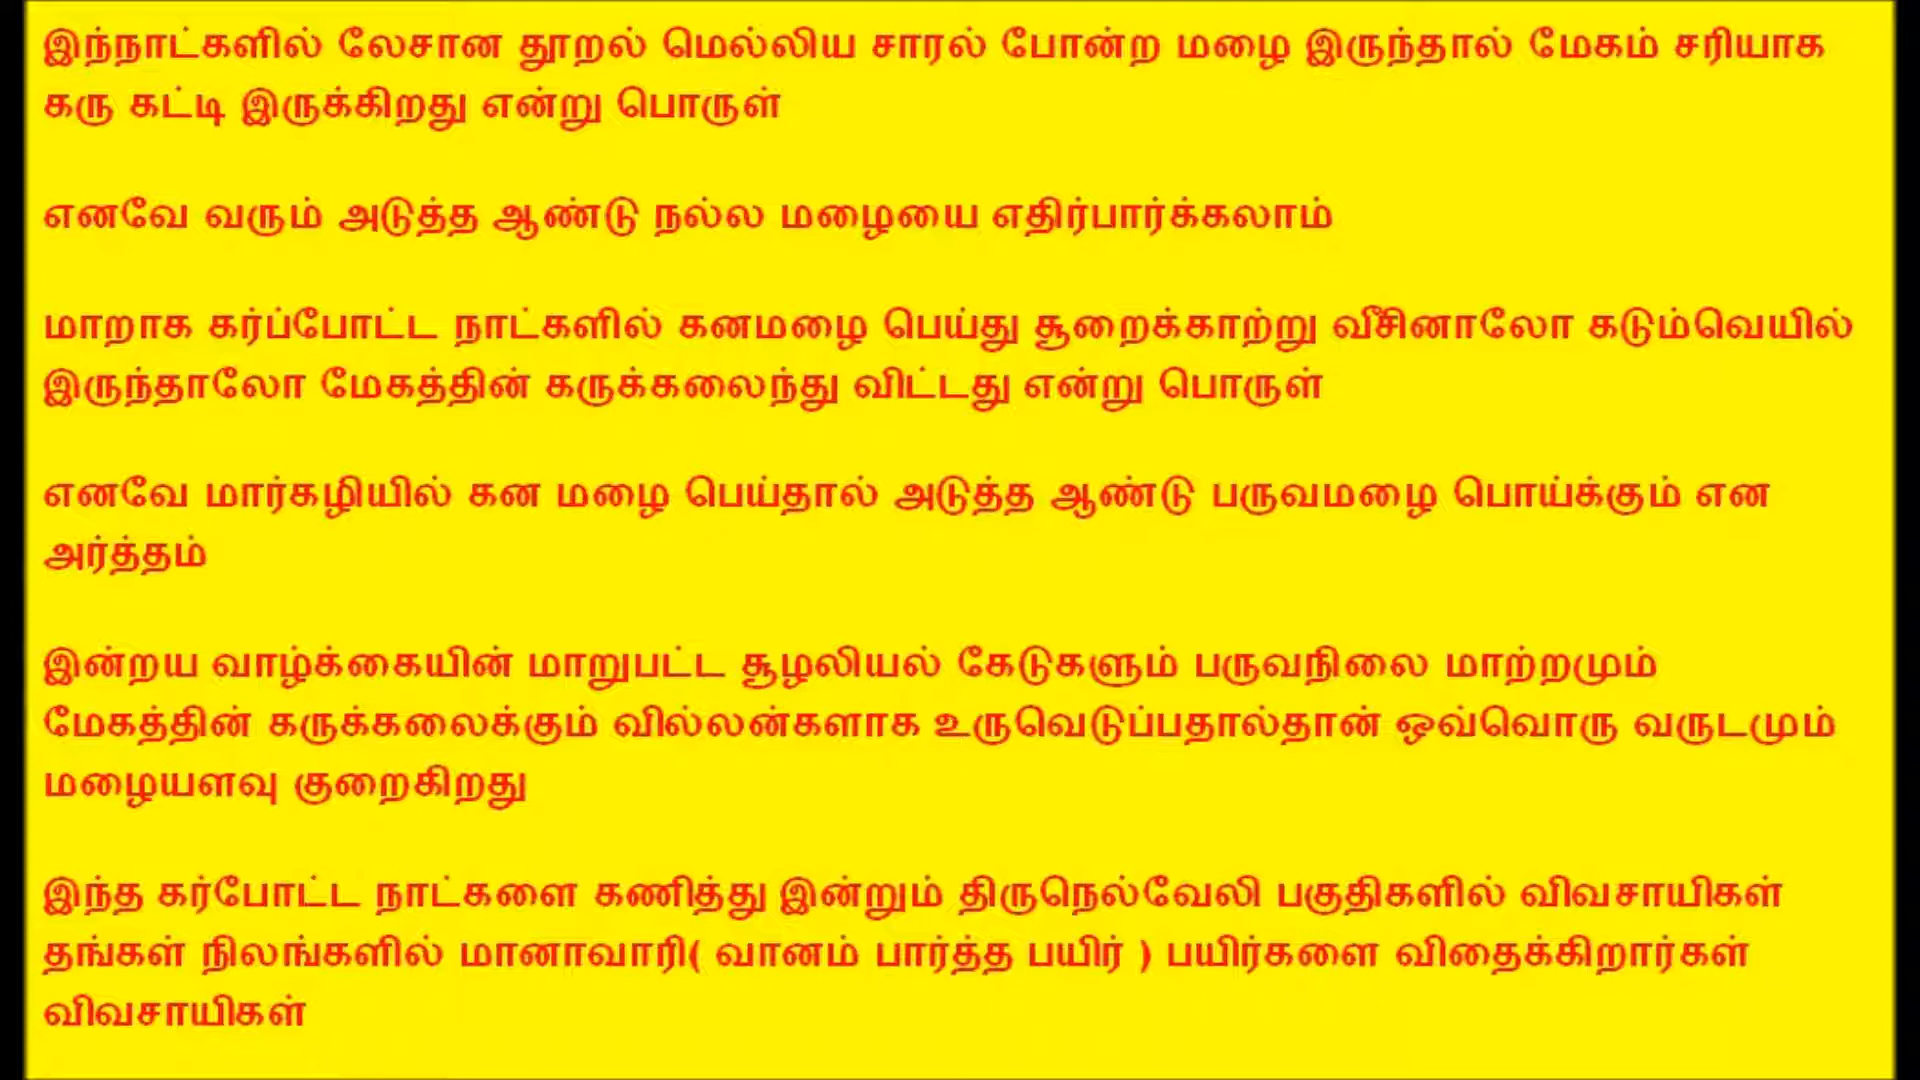 இந்நாட்களில் லேசான தூறல் மெல்லிய சாரல் போன்ற மழை இருந்தால் மேகம் சரியாக
கரு கட்டி இருக்கிறது என்று பொருள்
எனவே வரும் அடுத்த ஆண்டு நல்ல மழையை எதிர்பார்க்கலாம்
மாறாக கர்ப்போட்ட நாட்களில் கனமழை பெய்து சூறைக்காற்று வீசினாலோ கடும்வெயில்
இருந்தாலோ மேகத்தின் கருக்கலைந்து விட்டது என்று பொருள்
எனவே மார்கழியில் கன மழை பெய்தால் அடுத்த ஆண்டு பருவமழை பொய்க்கும் என
அர்த்தம்
இன்றய வாழ்க்கையின் மாறுபட்ட சூழலியல் கேடுகளும் பருவநிலை மாற்றமும்
மேகத்தின் கருக்கலைக்கும் வில்லன்களாக உருவெடுப்பதால்தான் ஒவ்வொரு வருடமும்
மழையளவு குறைகிறது
இந்த கர்போட்ட நாட்களை கணித்து இன்றும் திருநெல்வேலி பகுதிகளில் விவசாயிகள்
தங்கள் நிலங்களில் மானாவாரி( வானம் பார்த்த பயிர் ) பயிர்களை விதைக்கிறார்கள்
விவசாயிகள்